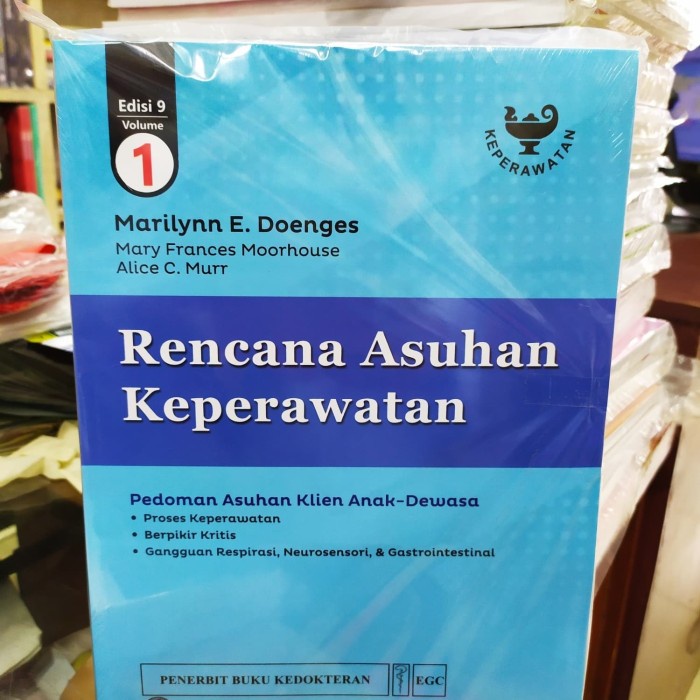 Edisi 9
Volume
1
KEPERAWATAN
Marilynn E. Doenges
Mary Frances Moorhouse
Alice C. Murr
Rencana Asuhan
Keperawatan
Pedoman Asuhan Klien Anak-Dewasa
• Proses Keperawatan
• Berpikir Kritis
• Gangguan Respirasi, Neurosensori, & Gastrointestinal
PENERBIT BUKU KEDOKTERAN EGC